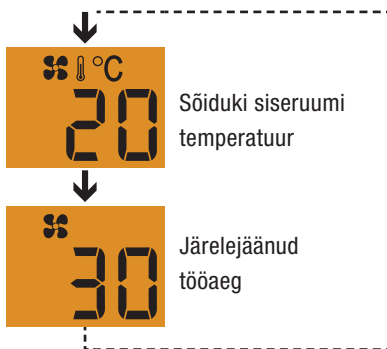 °C
20
Sõiduki siseruumi
temperatuur
30
Järelejäänud
tööaeg